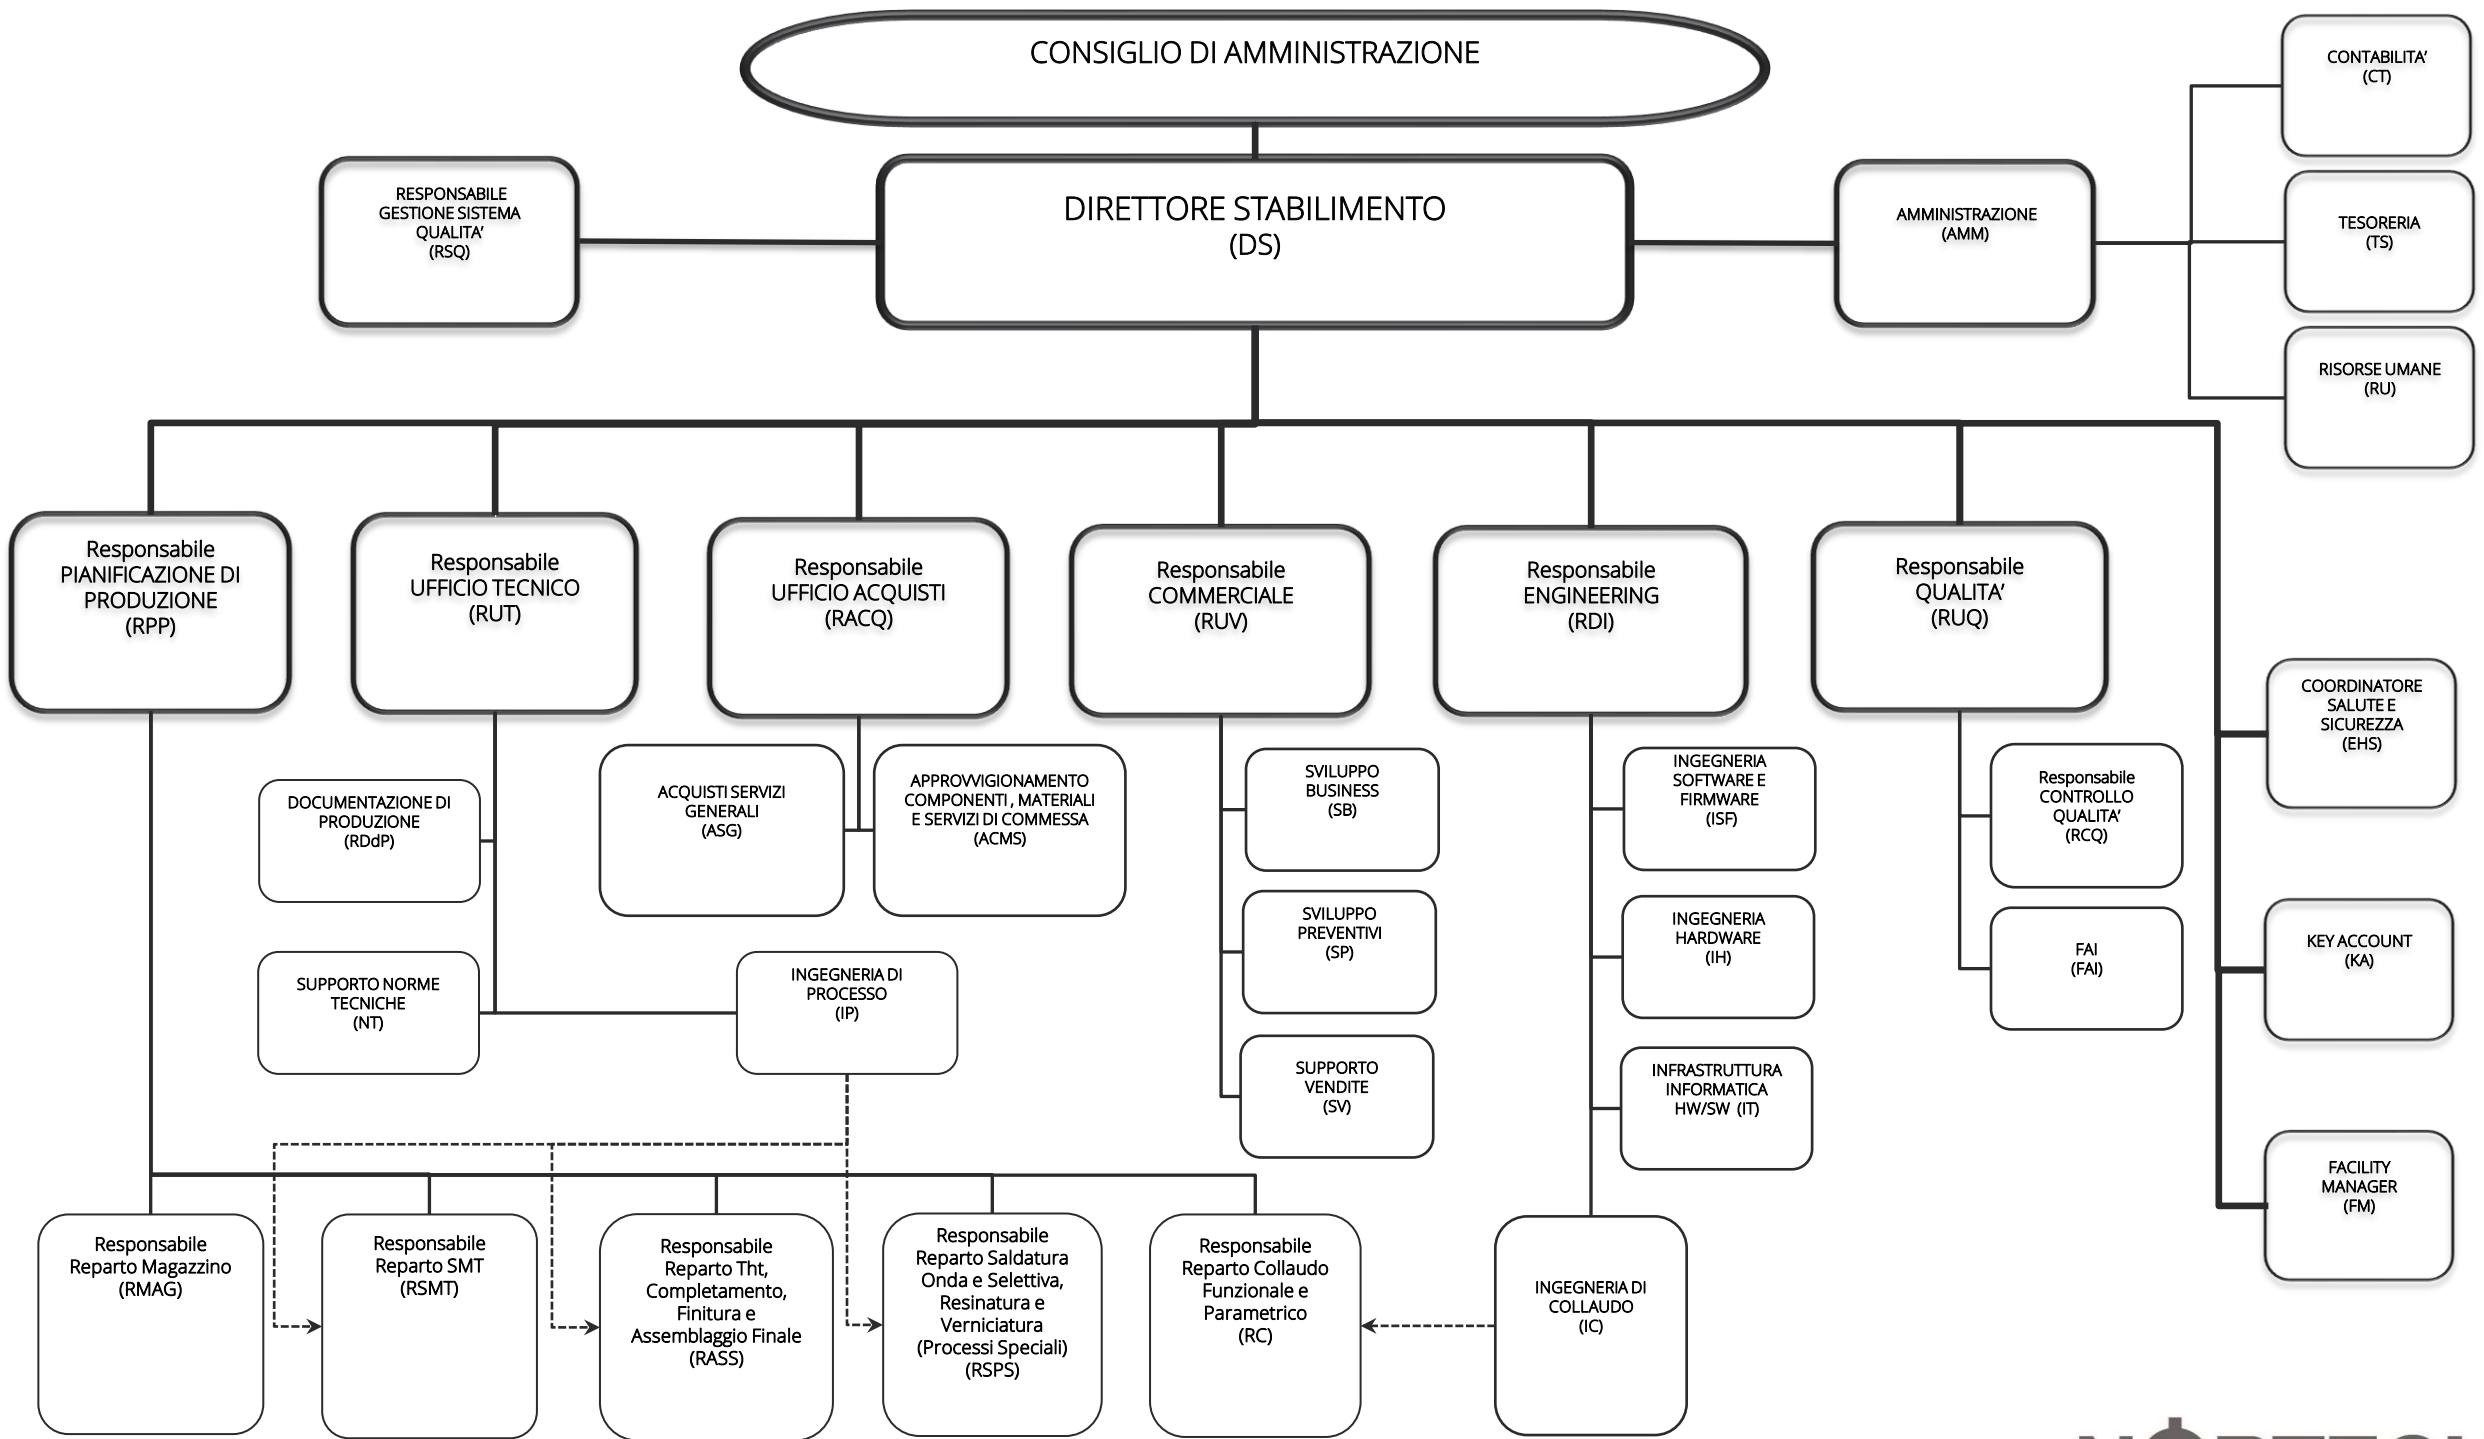 CONSIGLIO DI AMMINISTRAZIONE
CONTABILITA'
(CT)
RESPONSABILE
GESTIONE SISTEMA
QUALITA'
(RSQ)
DIRETTORE STABILIMENTO
(DS)
AMMINISTRAZIONE
(AMM)
TESORERIA
(TS)
RISORSE UMANE
(RU)
Responsabile
PIANIFICAZIONE DI
PRODUZIONE
(RPP)
Responsabile
UFFICIO TECNICO
(RUT)
Responsabile
UFFICIO ACQUISTI
(RACQ)
Responsabile
COMMERCIALE
(RUV)
Responsabile
ENGINEERING
(RDI)
Responsabile
QUALITA'
(RUQ)
COORDINATORE
SALUTE E
SICUREZZA
(EHS)
DOCUMENTAZIONE DI
PRODUZIONE
(RDdP)
ACQUISTI SERVIZI
GENERALI
(ASG)
APPROVVIGIONAMENTO
COMPONENTI , MATERIALI
E SERVIZI DI COMMESSA
(ACMS)
SVILUPPO
BUSINESS
(SB)
INGEGNERIA
SOFTWARE E
FIRMWARE
(ISF)
Responsabile
CONTROLLO
QUALITA'
(RCQ)
SUPPORTO NORME
TECNICHE
(NT)
INGEGNERIA DI
PROCESSO
(IP)
SVILUPPO
PREVENTIVI
(SP)
INGEGNERIA
HARDWARE
(IH)
FAI
(FAI)
KEY ACCOUNT
(KA)
SUPPORTO
VENDITE
(SV)
INFRASTRUTTURA
INFORMATICA
HW/SW (IT)
FACILITY
MANAGER
(FM)
Responsabile
Reparto Magazzino
(RMAG)
Responsabile
Reparto SMT
(RSMT)
Responsabile
Reparto Tht,
Completamento,
Finitura e
Assemblaggio Finale
(RASS)
Responsabile
Reparto Saldatura
Onda e Selettiva,
Resinatura e
Verniciatura
(Processi Speciali)
(RSPS)
Responsabile
Reparto Collaudo
Funzionale e
Parametrico
(RC)
INGEGNERIA DI
COLLAUDO
(IC)